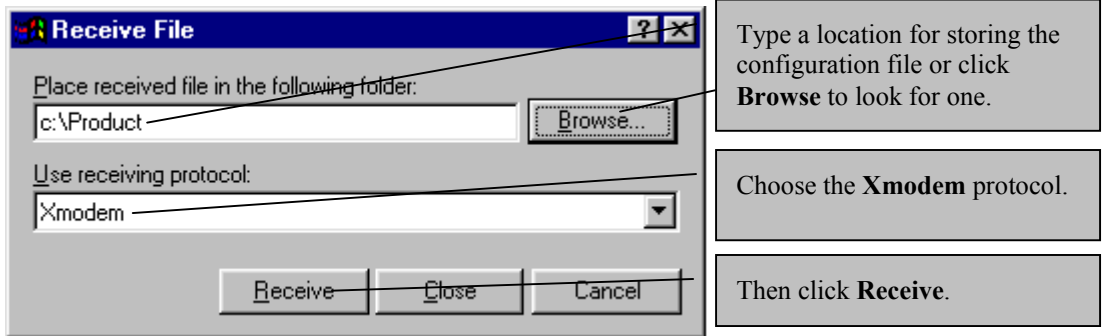 Receive File
Place received file in the following folder:
c:\Product
Browse...
Use receiving protocol:
Xmodem
Receive
Close
Cancel
Type a location for storing the
configuration file or click
Browse to look for one.
Choose the Xmodem protocol.
Then click Receive.